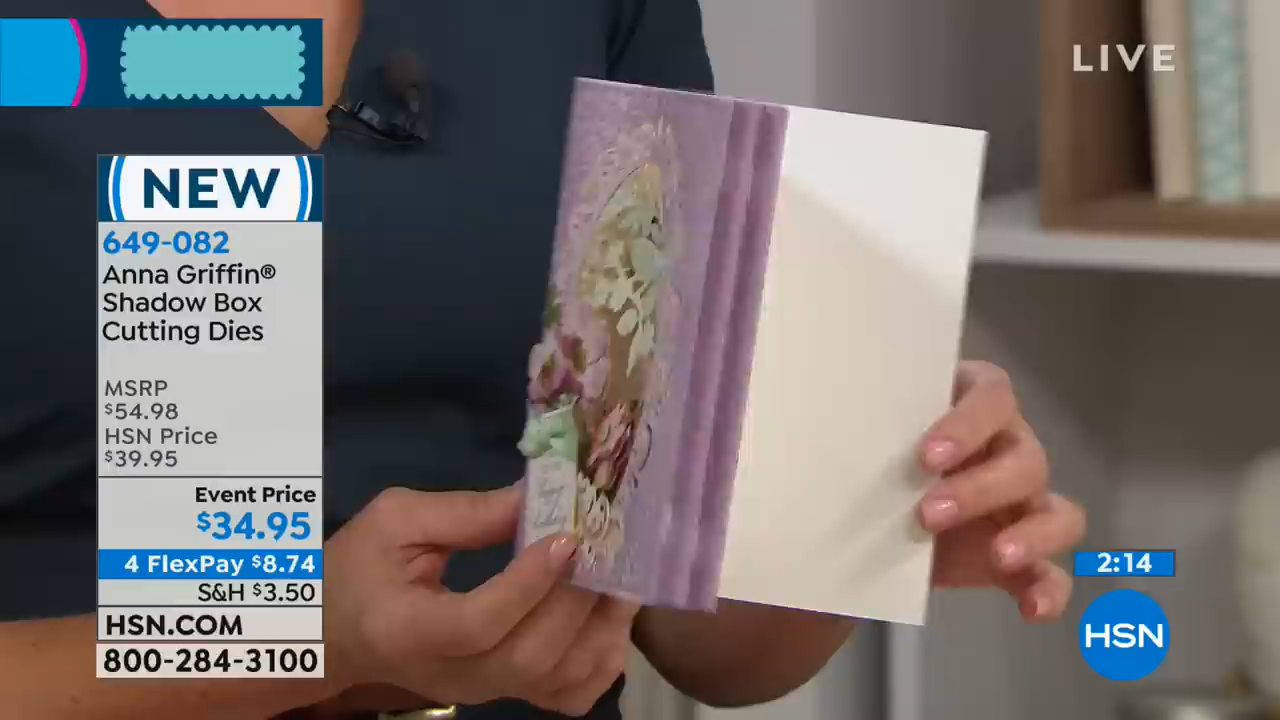 LIVE
NEW
649-082
Anna Griffin®
Shadow Box
Cutting Dies
MSRP
$54.98
HSN Price
$39.95
Event Price
$34.95
4 FlexPay $8.74
S&H $3.50
HSN.COM
800-284-3100
2:14
HSN